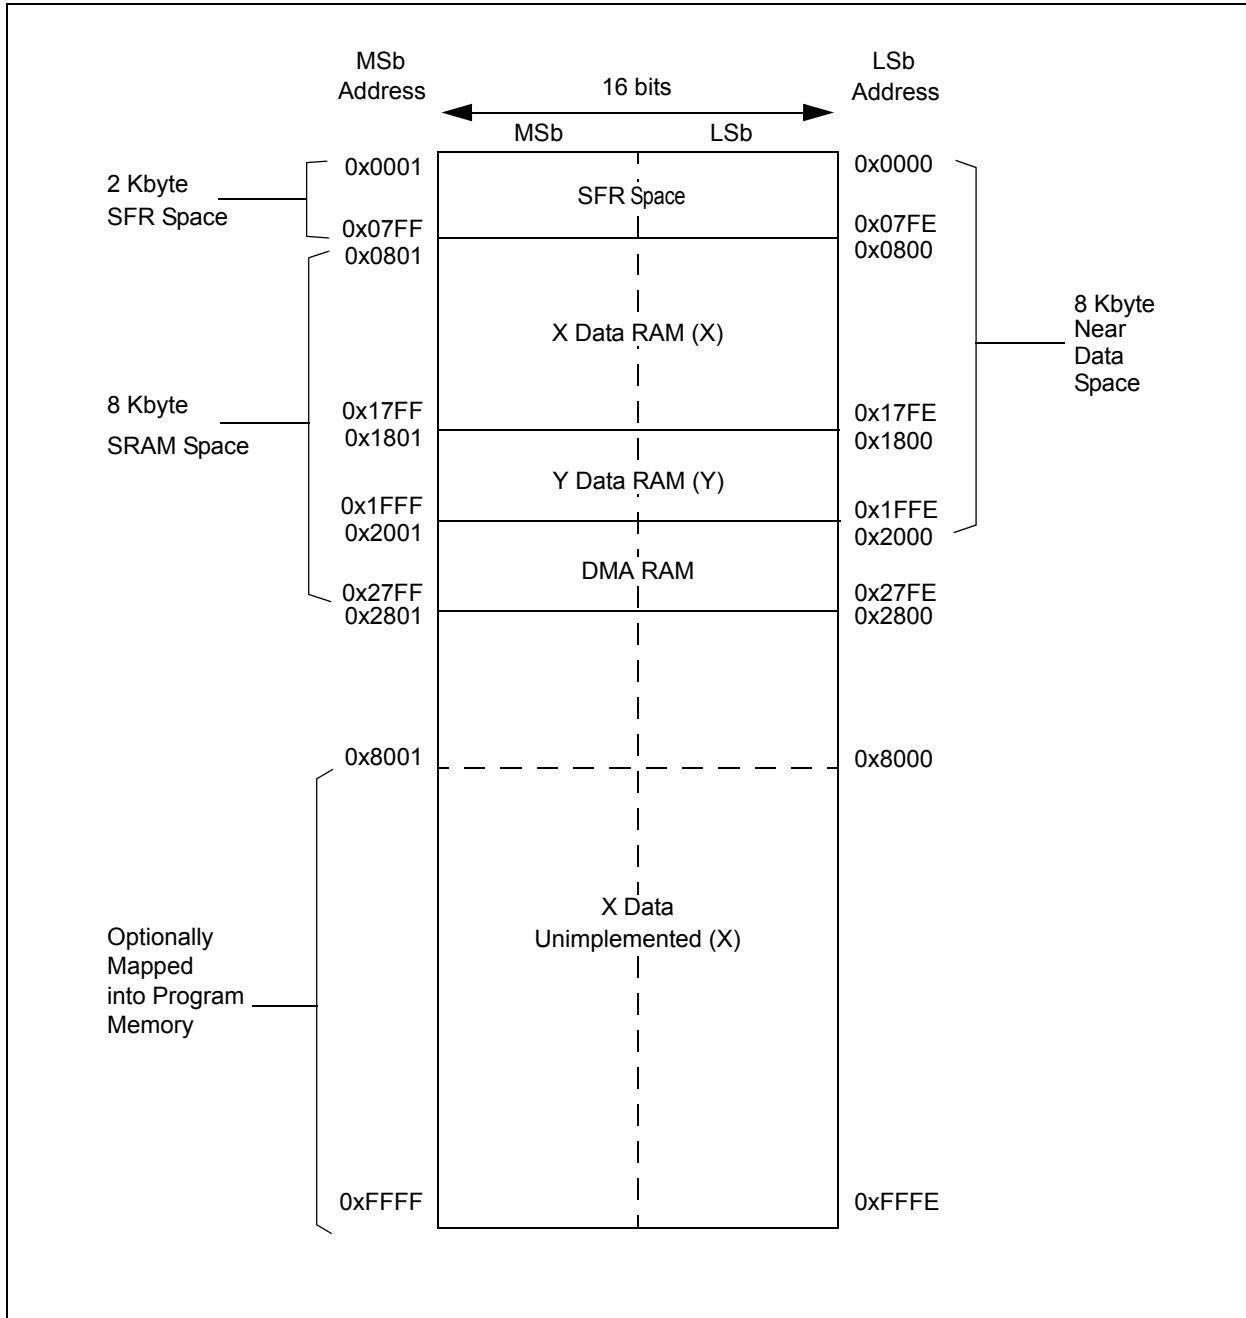 MSb
Address
16 bits
LSb
Address
MSb
LSb
2 Kbyte
SFR Space
0x0001
0x07FF
0x0801
SFR Space
0x0000
0x07FE
0x0800
8 Kbyte
SRAM Space
X Data RAM (X)
0x17FF
0x1801
0x17FE
0x1800
8 Kbyte
Near
Data
Space
Y Data RAM (Y)
0x1FFF
0x2001
0x1FFE
0x2000
DMA RAM
0x27FF
0x2801
0x27FE
0x2800
0x8001
0x8000
X Data
Unimplemented (X)
Optionally
Mapped
into Program
Memory
0xFFFF
0xFFFE